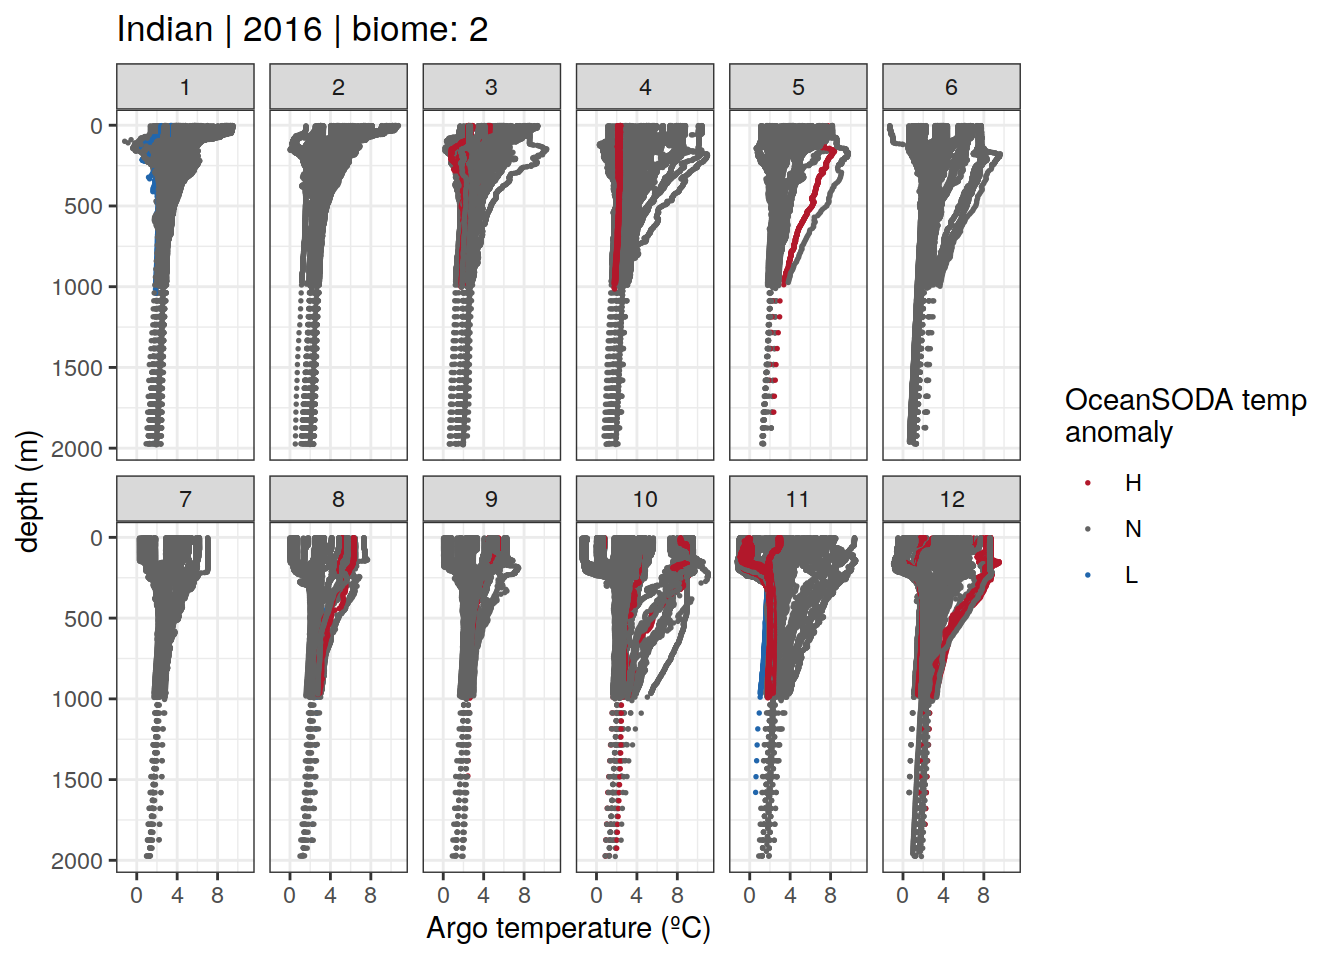 Indian | 2016 | biome: 2
1 2 3 4 5 6
0
500
1000
1500
2000
7 8 9 10 11 12
0
500
1000
1500
2000
0 4 8 0 4 8 0 4 8 0 4 8 0 4 8 0 4 8
Argo temperature (ºC)
depth (m)
OceanSODA temp
anomaly
H
N
L